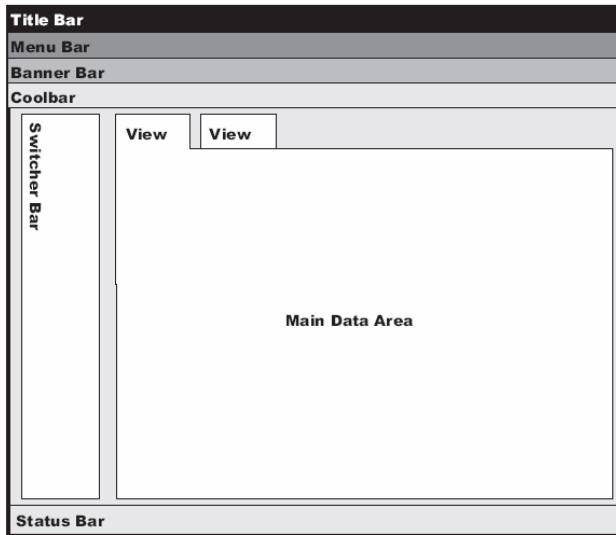 Title Bar
Menu Bar
Banner Bar
Coolbar
Switcher Bar
View
View
Main Data Area
Status Bar